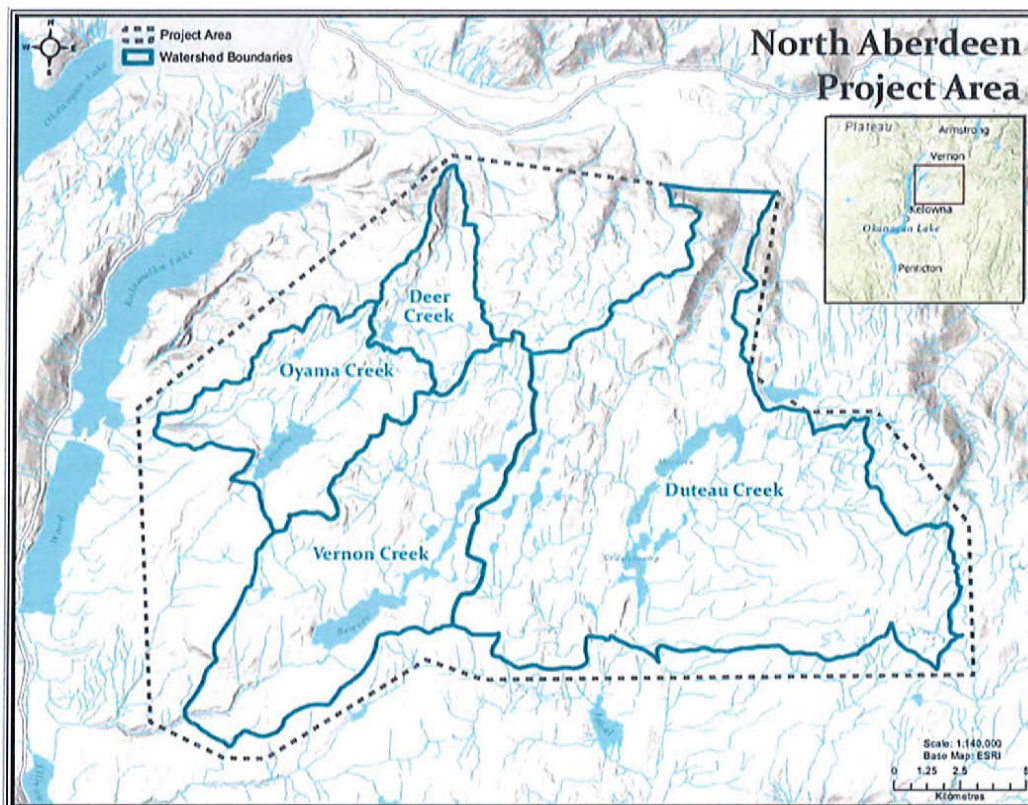 North Aberdeen
Project Area
N
W
E
S
Project Area
Watershed Boundaries
Okanagan Lake
Plateau
Armstrong
Vernon
Kelowna
Okanagan Lake
Penticton
Kalamalka Lake
Deer
Creek
Oyama Creek
Oyama
Haddo
Duteau Creek
Vernon Creek
Wood
Scale: 1:140,000
Base Map: ESRI
0 1.25 2.5 5
Kilometres